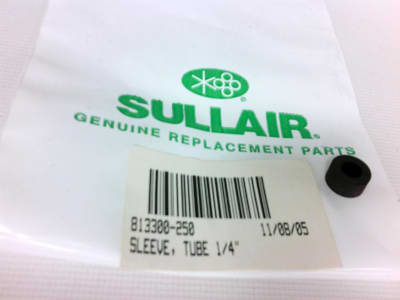 SULLAIR®
GENUINE REPLACEMENT PARTS
813300-250 11/08/05
SLEEVE, TUBE 1/4"